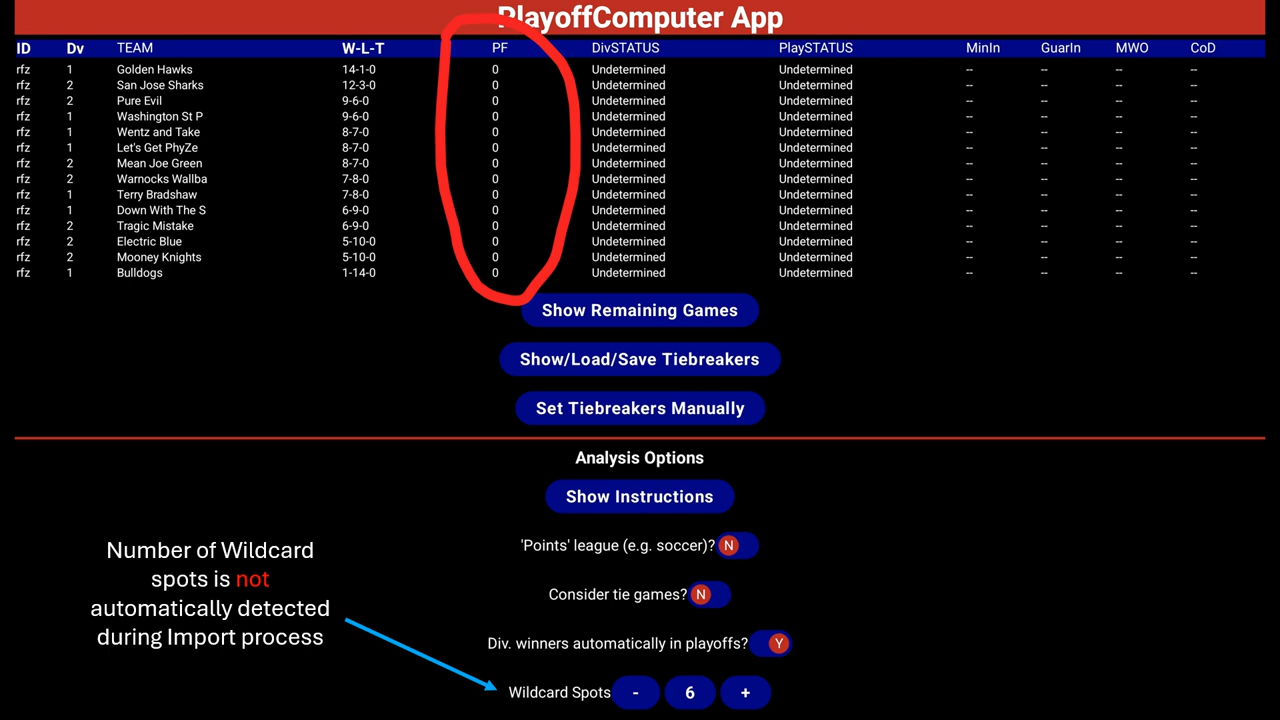 PlayoffComputer App
ID Dv TEAM W-L-T PF DivSTATUS PlaySTATUS MinIn GuarIn MWO CoD
rfz 1 Golden Hawks 14-1-0 0 Undetermined Undetermined -- -- -- --
rfz 2 San Jose Sharks 12-3-0 0 Undetermined Undetermined -- -- -- --
rfz 2 Pure Evil 9-6-0 0 Undetermined Undetermined -- -- -- --
rfz 1 Washington St P 9-6-0 0 Undetermined Undetermined -- -- -- --
rfz 1 Wentz and Take 8-7-0 0 Undetermined Undetermined -- -- -- --
rfz 1 Let's Get PhyZe 8-7-0 0 Undetermined Undetermined -- -- -- --
rfz 2 Mean Joe Green 8-7-0 0 Undetermined Undetermined -- -- -- --
rfz 2 Warnocks Wallba 7-8-0 0 Undetermined Undetermined -- -- -- --
rfz 1 Terry Bradshaw 7-8-0 0 Undetermined Undetermined -- -- -- --
rfz 1 Down With The S 6-9-0 0 Undetermined Undetermined -- -- -- --
rfz 2 Tragic Mistake 6-9-0 0 Undetermined Undetermined -- -- -- --
rfz 2 Electric Blue 5-10-0 0 Undetermined Undetermined -- -- -- --
rfz 2 Mooney Knights 5-10-0 0 Undetermined Undetermined -- -- -- --
rfz 1 Bulldogs 1-14-0 0 Undetermined Undetermined -- -- -- --
Show Remaining Games
Show/Load/Save Tiebreakers
Set Tiebreakers Manually
Analysis Options
Show Instructions
'Points' league (e.g. soccer)? N
Consider tie games? N
Div. winners automatically in playoffs? Y
Wildcard Spots - 6 +
Number of Wildcard
spots is not
automatically detected
during Import process